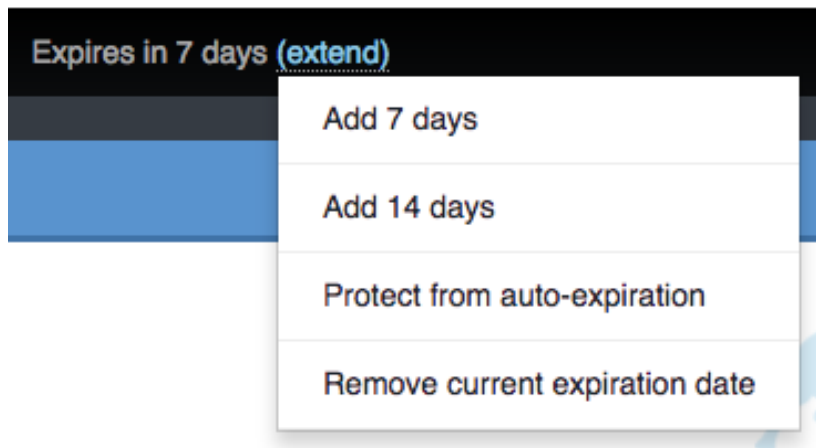 Expires in 7 days (extend)
Add 7 days
Add 14 days
Protect from auto-expiration
Remove current expiration date